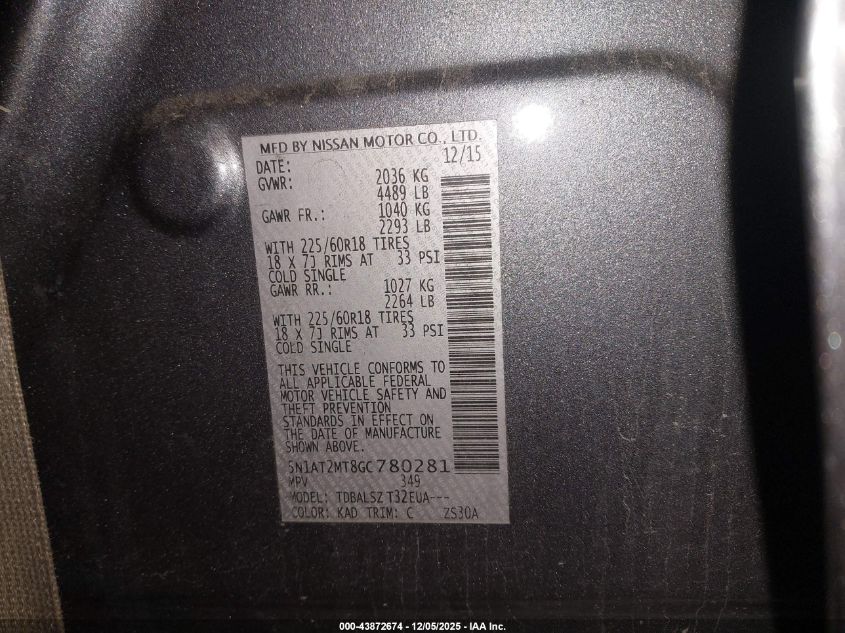 MFD BY NISSAN MOTOR CO., LTD.
DATE: 12/15
GVWR: 2036 KG
4489 LB
GAWR FR.: 1040 KG
2293 LB
WITH 225/60R18 TIRES
18 X 7J RIMS AT 33 PSI
COLD SINGLE
GAWR RR.: 1027 KG
2264 LB
WITH 225/60R18 TIRES
18 X 7J RIMS AT 33 PSI
COLD SINGLE
THIS VEHICLE CONFORMS TO
ALL APPLICABLE FEDERAL
MOTOR VEHICLE SAFETY AND
THEFT PREVENTION
STANDARDS IN EFFECT ON
THE DATE OF MANUFACTURE
SHOWN ABOVE.
5N1AT2MT8GC780281
MPV 349
MODEL: TDBALSZ T32EUA---
COLOR: KAD TRIM: C ZS30A
000-43872674 - 12/05/2025 - IAA Inc.